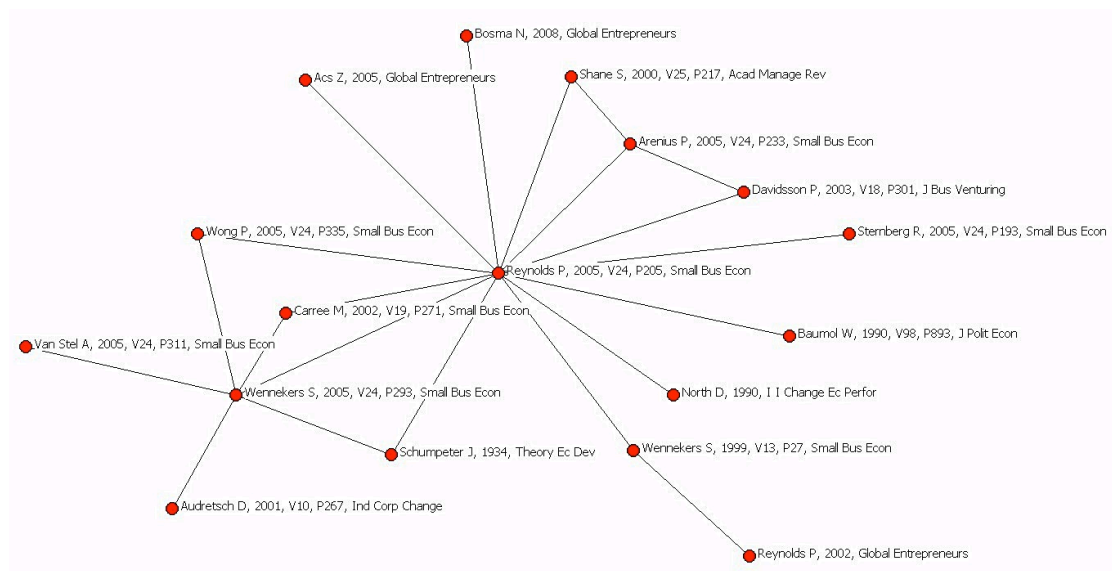 Bosma N, 2008, Global Entrepreneurs
Acs Z, 2005, Global Entrepreneurs
Shane S, 2000, V25, P217, Acad Manage Rev
Arenius P, 2005, V24, P233, Small Bus Econ
Davidsson P, 2003, V18, P301, J Bus Venturing
Wong P, 2005, V24, P335, Small Bus Econ
Sternberg R, 2005, V24, P193, Small Bus Econ
Reynolds P, 2005, V24, P205, Small Bus Econ
Carree M, 2002, V19, P271, Small Bus Econ
Baumol W, 1990, V98, P893, J Polit Econ
Van Stel A, 2005, V24, P311, Small Bus Econ
Wennekers S, 2005, V24, P293, Small Bus Econ
North D, 1990, I I Change Ec Perfor
Schumpeter J, 1934, Theory Ec Dev
Wennekers S, 1999, V13, P27, Small Bus Econ
Audretsch D, 2001, V10, P267, Ind Corp Change
Reynolds P, 2002, Global Entrepreneurs